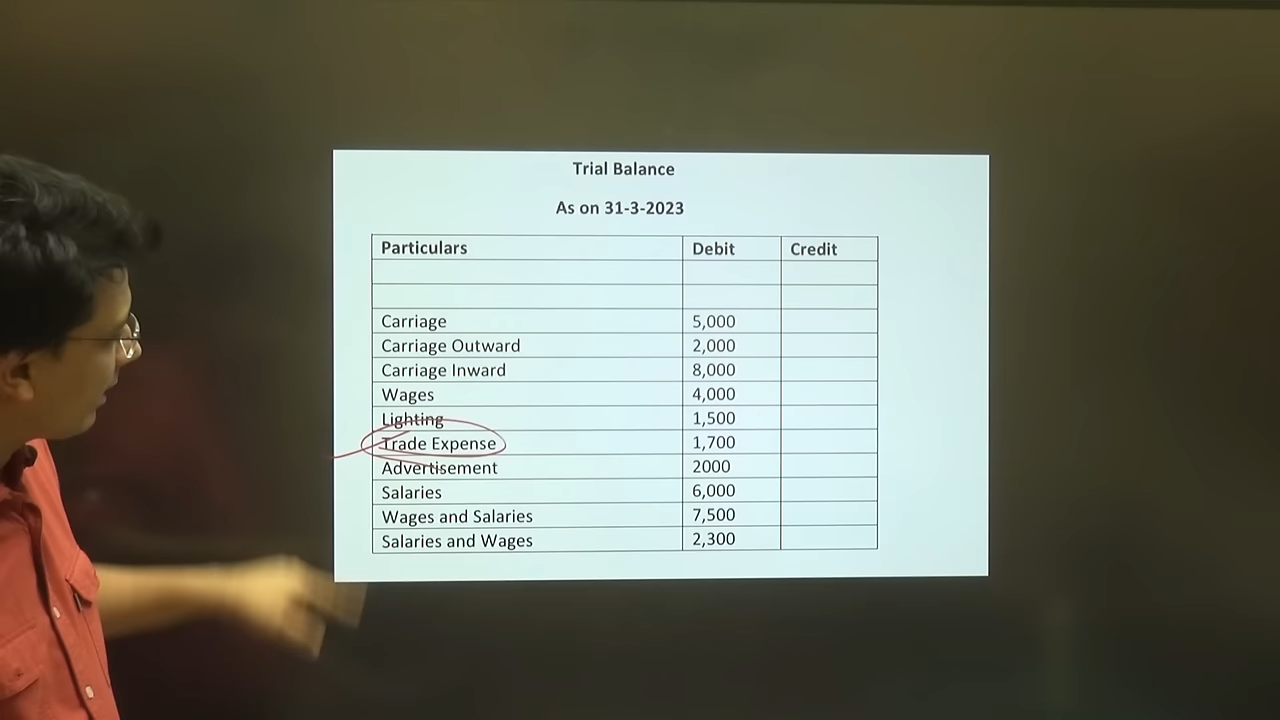 Trial Balance
As on 31-3-2023
Particulars Debit Credit
Carriage 5,000
Carriage Outward 2,000
Carriage Inward 8,000
Wages 4,000
Lighting 1,500
Trade Expense 1,700
Advertisement 2000
Salaries 6,000
Wages and Salaries 7,500
Salaries and Wages 2,300